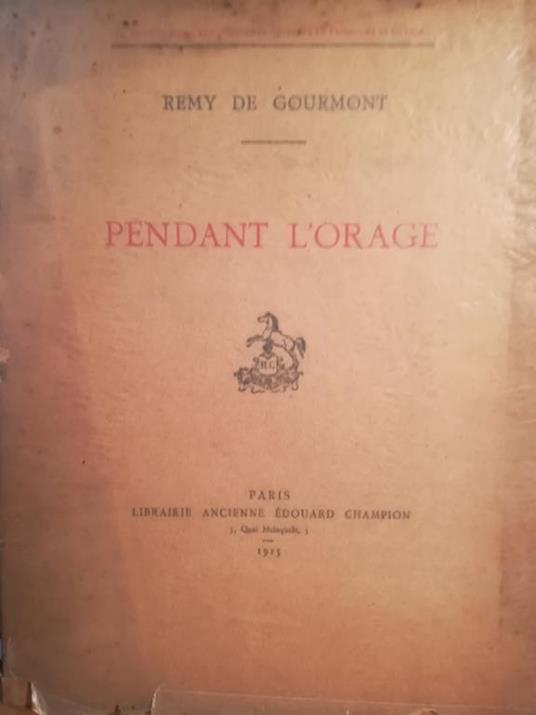 REMY DE GOURMONT
PENDANT L'ORAGE
H.C.
PARIS
LIBRAIRIE ANCIENNE ÉDOUARD CHAMPION
5, Quai Malaquais, 5
1915